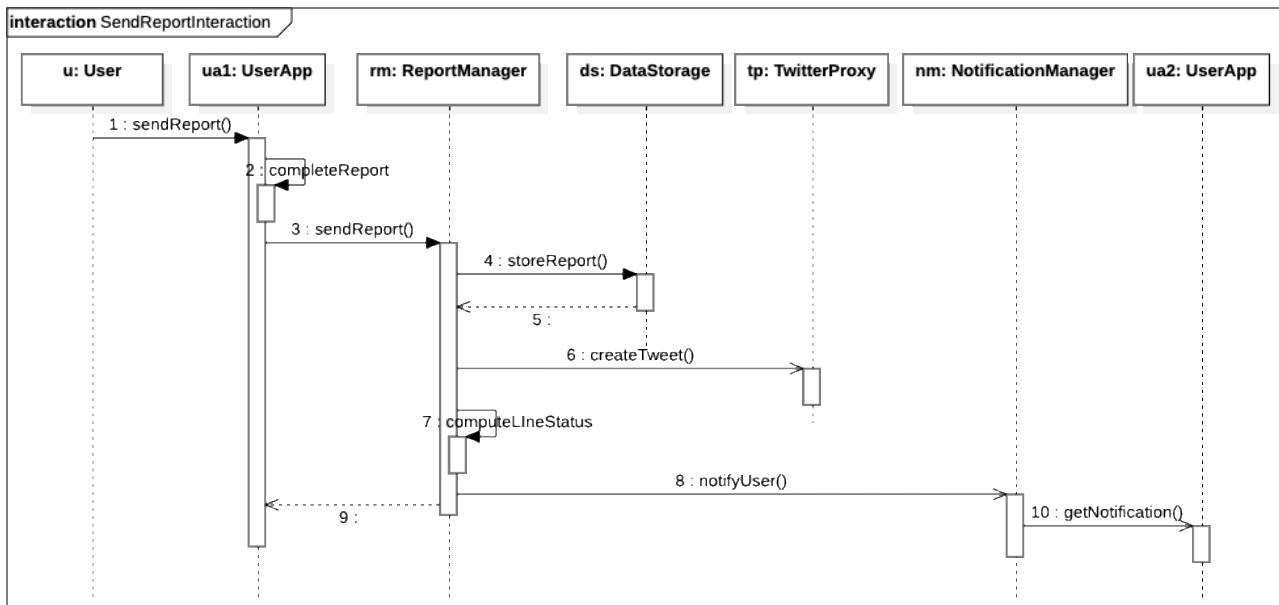 interaction SendReportInteraction
u: User
ua1: UserApp
rm: ReportManager
ds: DataStorage
tp: TwitterProxy
nm: NotificationManager
ua2: UserApp
1 : sendReport()
2 : completeReport
3 : sendReport()
4 : storeReport()
5 :
6 : createTweet()
7 : computeLIneStatus
8 : notifyUser()
9 :
10 : getNotification()